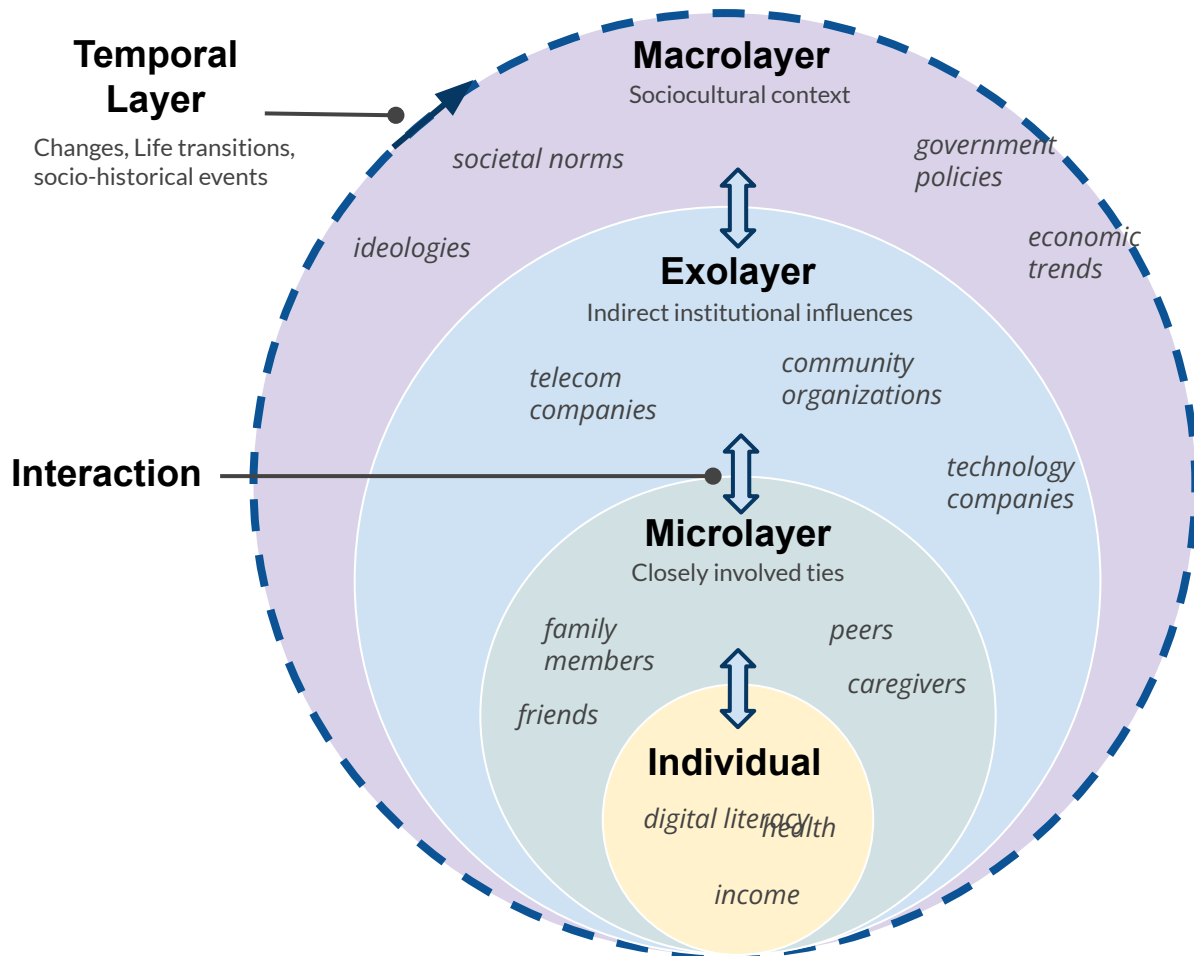 Temporal
Layer
Changes, Life transitions,
socio-historical events
Macrolayer
Sociocultural context
societal norms
government
policies
ideologies
economic
trends
Exolayer
Indirect institutional influences
telecom
companies
community
organizations
technology
companies
Interaction
Microlayer
Closely involved ties
family
members
peers
caregivers
friends
Individual
digital literacy
health
income